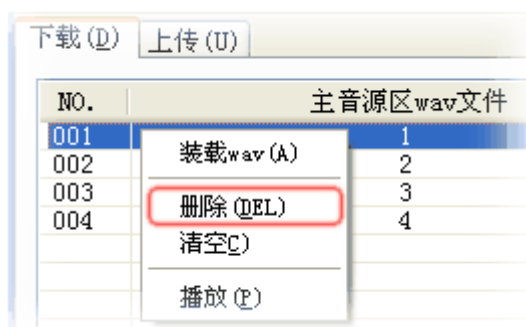 下载(D) 上传(U)
NO. 主音源区wav文件
001 1
002 2
003 3
004 4
装载wav(A)
删除(DEL)
清空C)
播放(P)